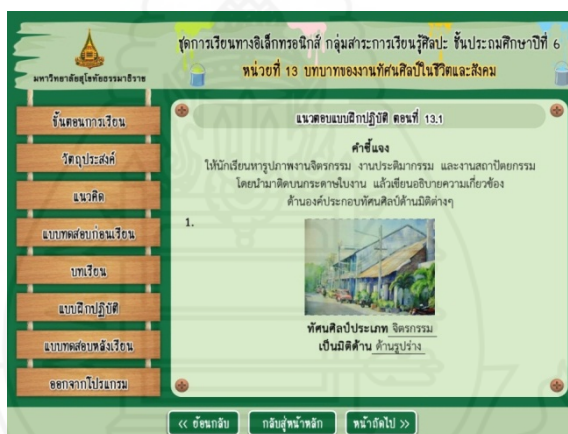 ชุดการเรียนทางอิเล็กทรอนิกส์ กลุ่มสาระการเรียนรู้ศิลปะ ชั้นประถมศึกษาปีที่ 6
หน่วยที่ 13 บทบาทของงานทัศนศิลป์ในชีวิตและสังคม
มหาวิทยาลัยสุโขทัยธรรมาธิราช
ขั้นตอนการเรียน
วัตถุประสงค์
แนวคิด
แบบทดสอบก่อนเรียน
บทเรียน
แบบฝึกปฏิบัติ
แบบทดสอบหลังเรียน
ออกจากโปรแกรม
แนวตอบแบบฝึกปฏิบัติ ตอนที่ 13.1
คำชี้แจง
ให้นักเรียนหารูปภาพงานจิตรกรรม งานประติมากรรม และงานสถาปัตยกรรม
โดยนำมาติดบนกระดาษใบงาน แล้วเขียนอธิบายความเกี่ยวข้อง
ด้านองค์ประกอบทัศนศิลป์ด้านมิติต่างๆ
1.
ทัศนศิลป์ประเภท จิตรกรรม
เป็นมิติด้าน ด้านรูปร่าง
<< ย้อนกลับ
กลับสู่หน้าหลัก
หน้าถัดไป >>